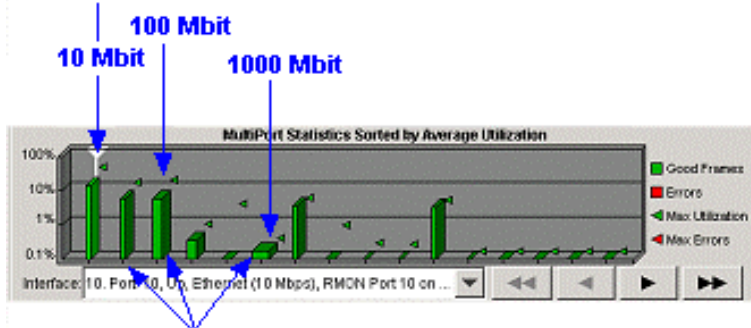 100 Mbit
10 Mbit
1000 Mbit
MultiPort Statistics Sorted by Average Utilization
100%
10%
1%
0.1%
Good Frames
Errors
Max Utilization
Max Errors
Interface: 10. Port 10, Up, Ethernet (10 Mbps), RMON Port 10 on ...